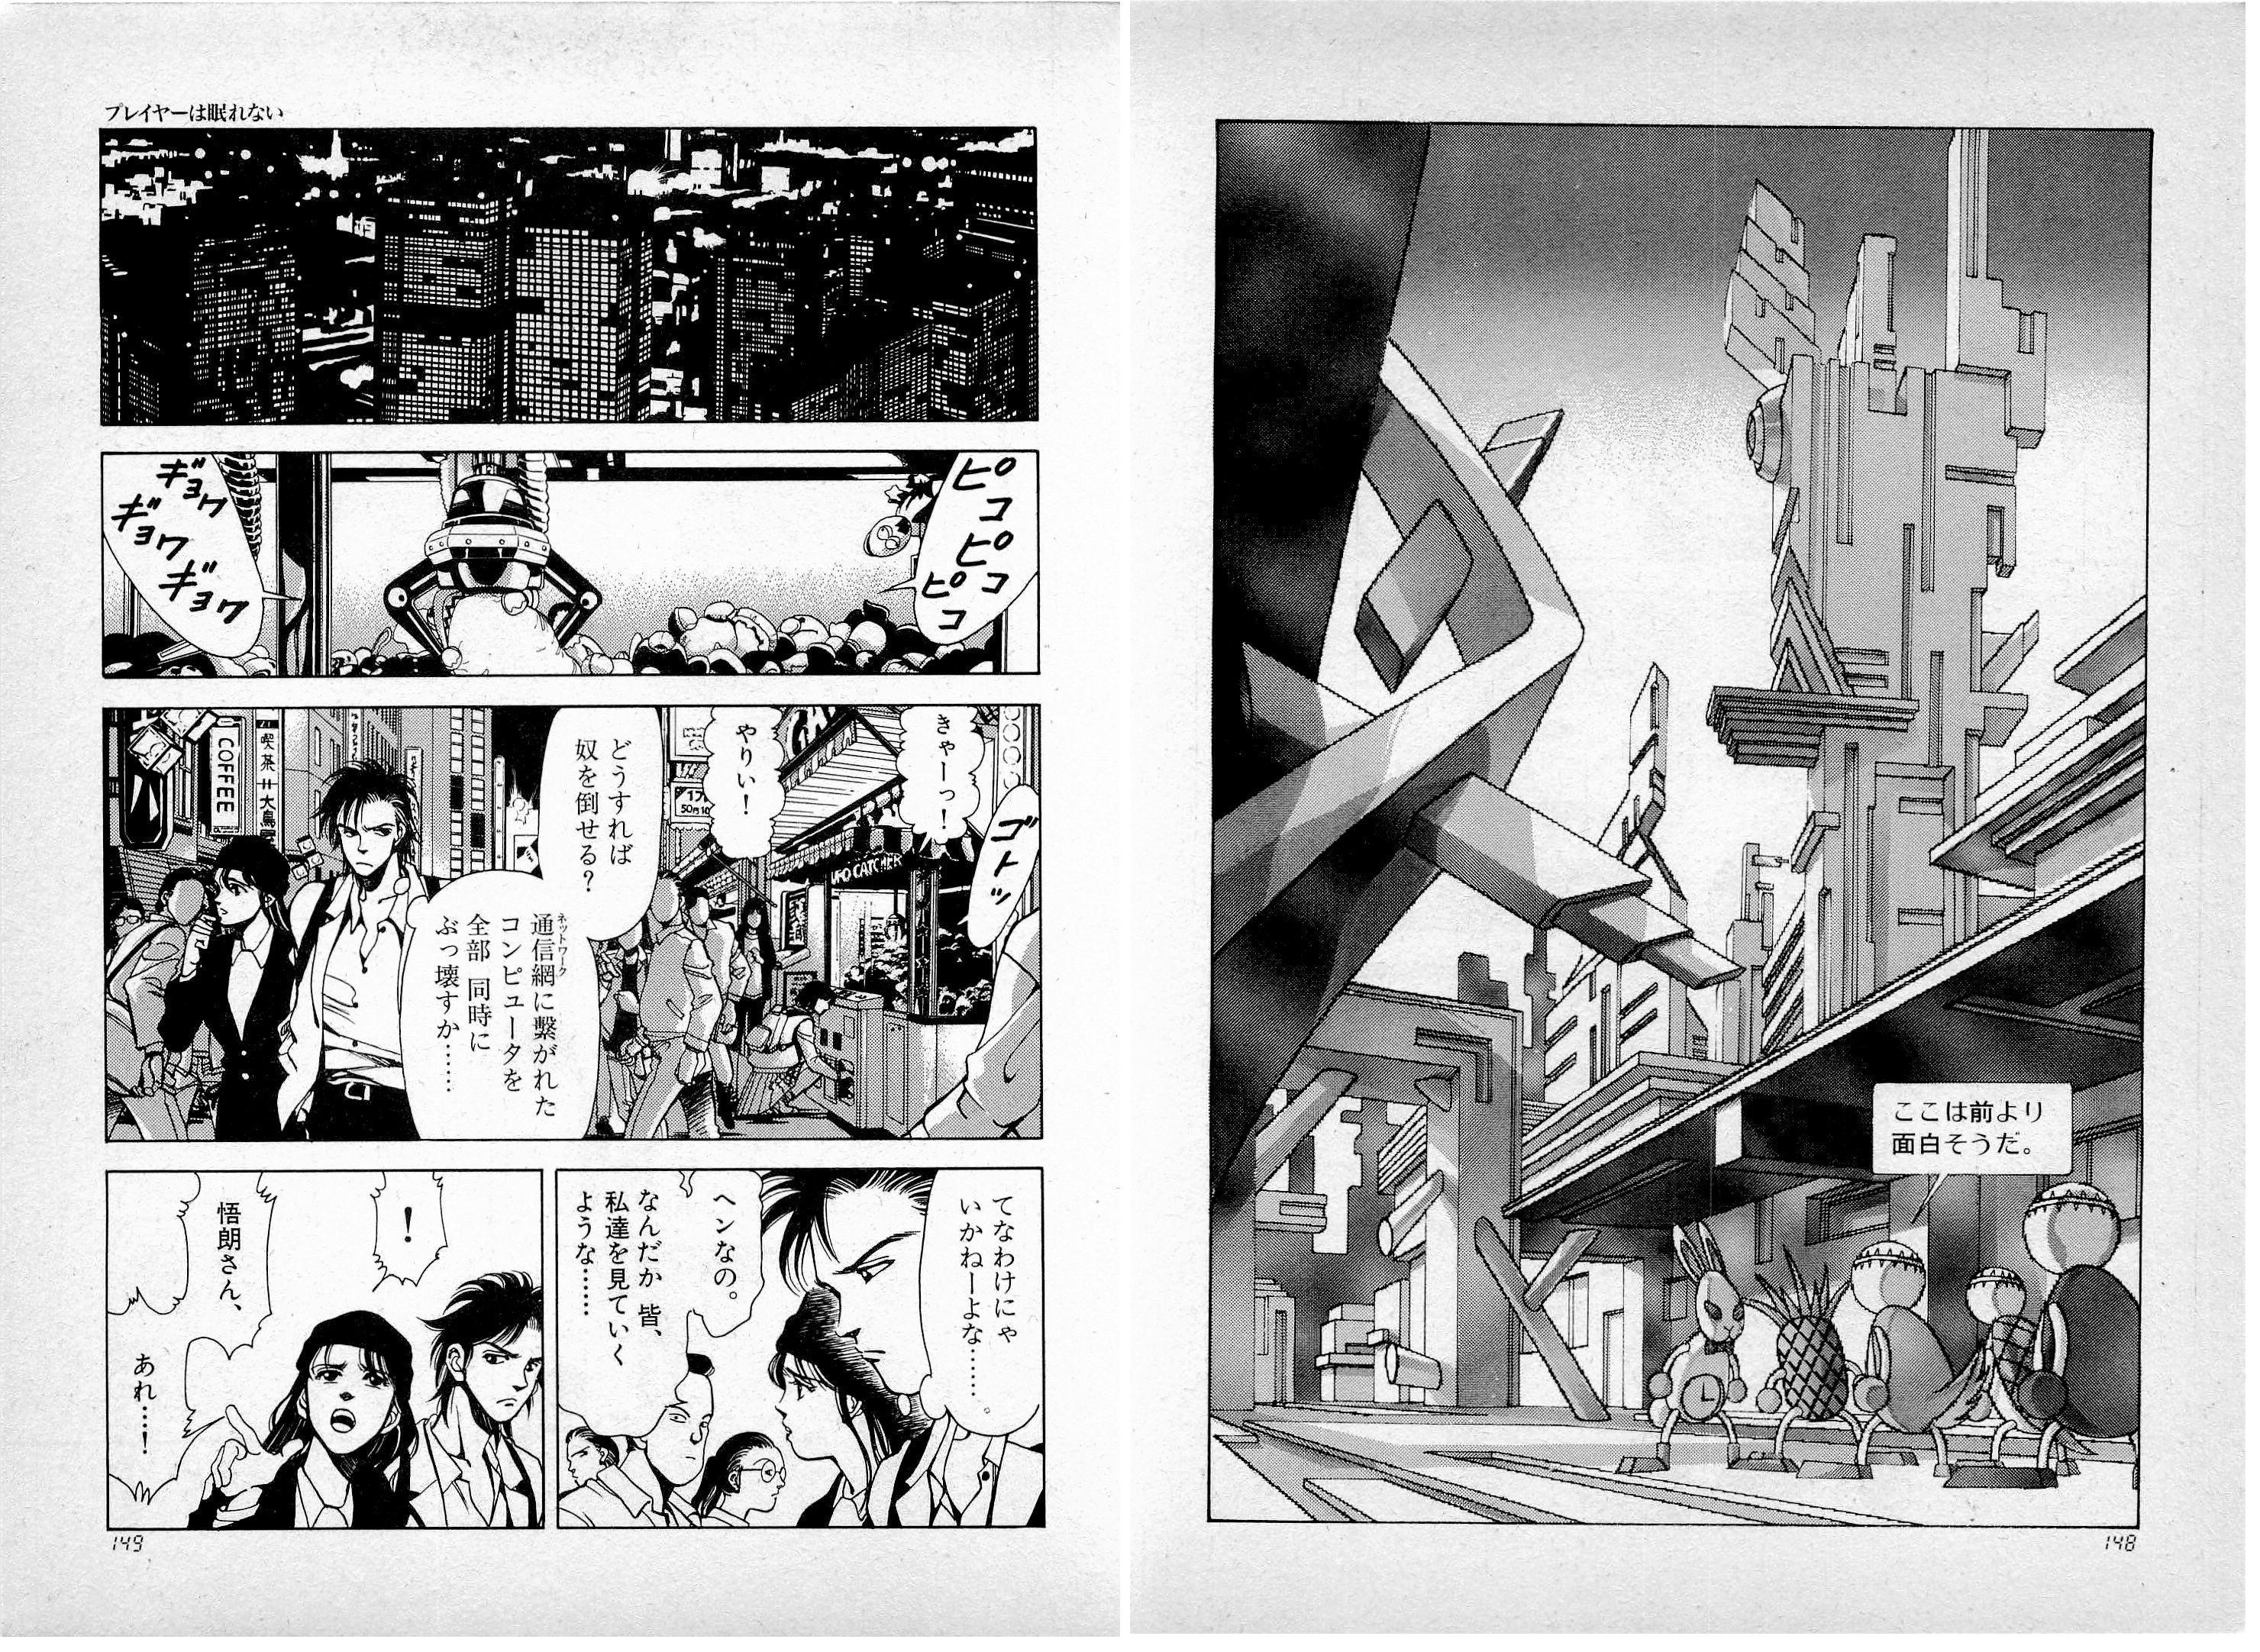 ここは前より
面白そうだ。
148
プレイヤーは眠れない
ピコピコピコ
ギョワ
ギョワ
ギョワ
ゴトッ
きゃーっ！
やりい！
UFO CATCHER
どうすれば
奴を倒せる？
通信網に繋がれた
ネットワーク
コンピュータを
全部 同時に
ぶっ壊すか……
喫茶
大鳥屋
COFFEE
てなわけにゃ
いかねーよな……。
ヘンなの。
なんだか 皆、
私達を見ていく
ような……
！
悟朗さん、
あれ…！
149